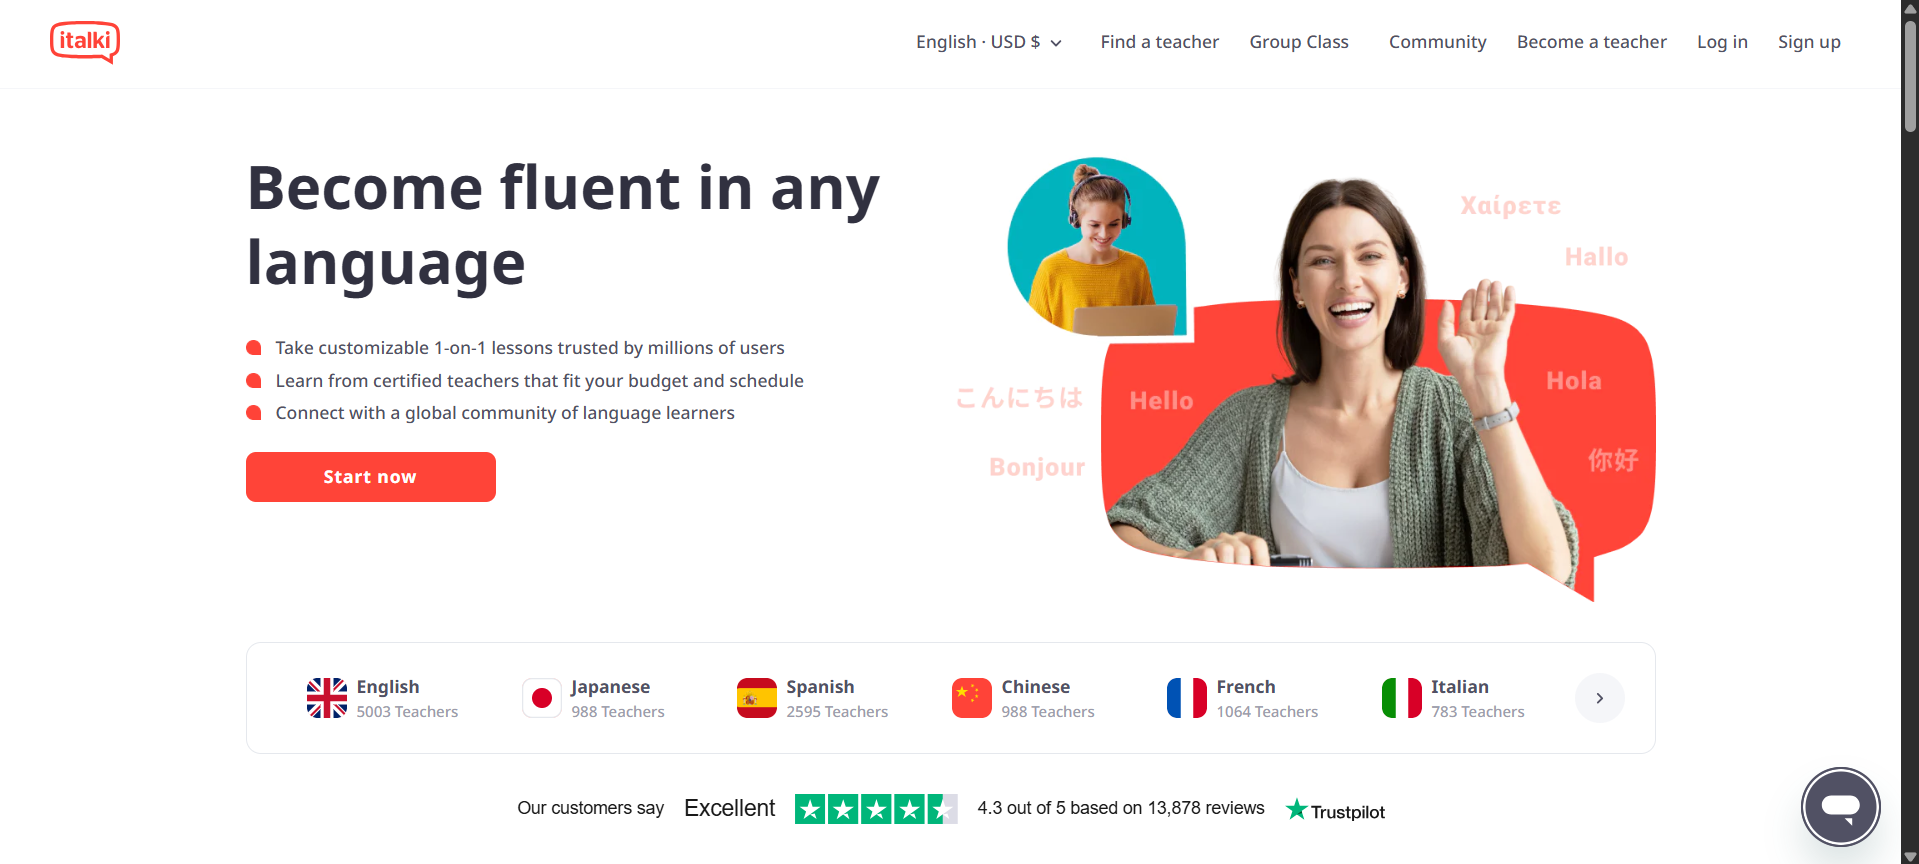 italki
English · USD $
Find a teacher
Group Class
Community
Become a teacher
Log in
Sign up
Become fluent in any
language
Take customizable 1-on-1 lessons trusted by millions of users
Learn from certified teachers that fit your budget and schedule
Connect with a global community of language learners
Start now
Χαίρετε
Hallo
こんにちは
Hello
Hola
Bonjour
你好
English
5003 Teachers
Japanese
988 Teachers
Spanish
2595 Teachers
Chinese
988 Teachers
French
1064 Teachers
Italian
783 Teachers
Our customers say Excellent 4.3 out of 5 based on 13,878 reviews Trustpilot